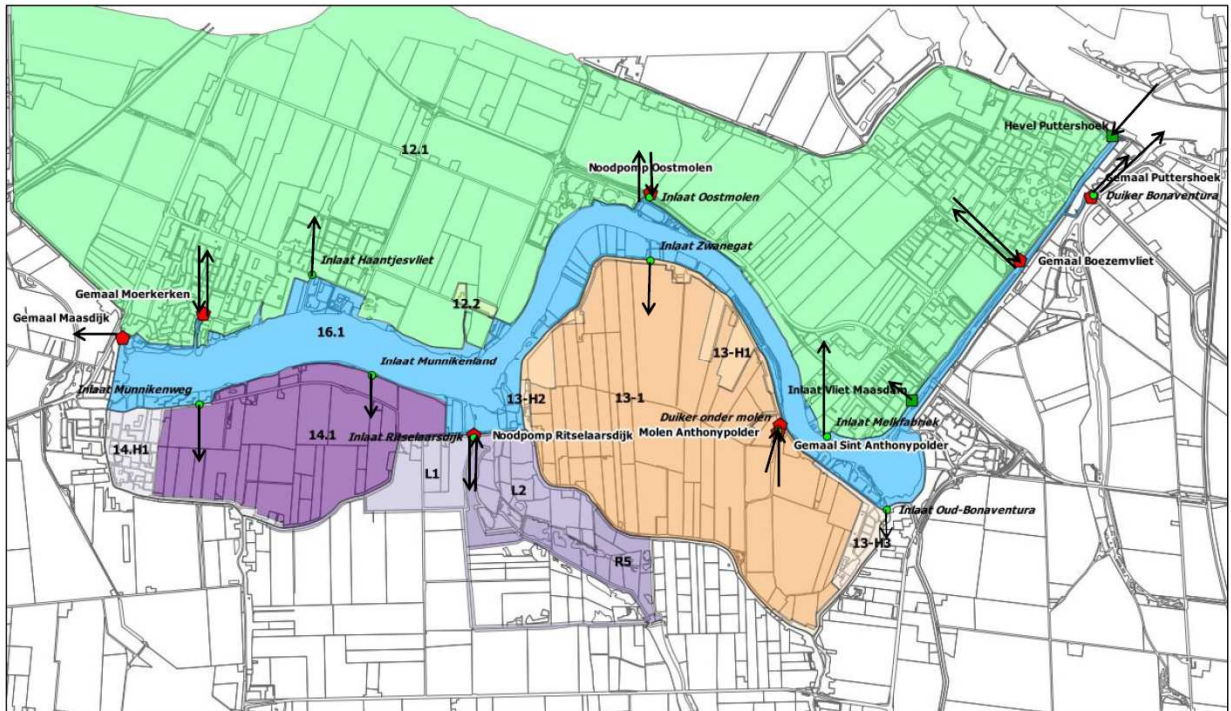 Hevel Puttershoek
12.1
Noodpomp Oostmolen
Gemaal Puttershoek
Inlaat Oostmolen
Duiker Bonaventura
Inlaat Zwanegat
Inlaat Haantjesvliet
Gemaal Boezemvliet
Gemaal Moerkerken
12.2
Gemaal Maasdijk
16.1
13-H1
Inlaat Munnikenland
Inlaat Munnikenweg
Inlaat Vliet Maasdam
13-H2
13-1
Duiker onder molen
Inlaat Melkfabriek
14.1
Inlaat Ritselaarsdijk
Noodpomp Ritselaarsdijk
Molen Anthonypolder
Gemaal Sint Anthonypolder
14.H1
L1
L2
Inlaat Oud-Bonaventura
13-H3
R5